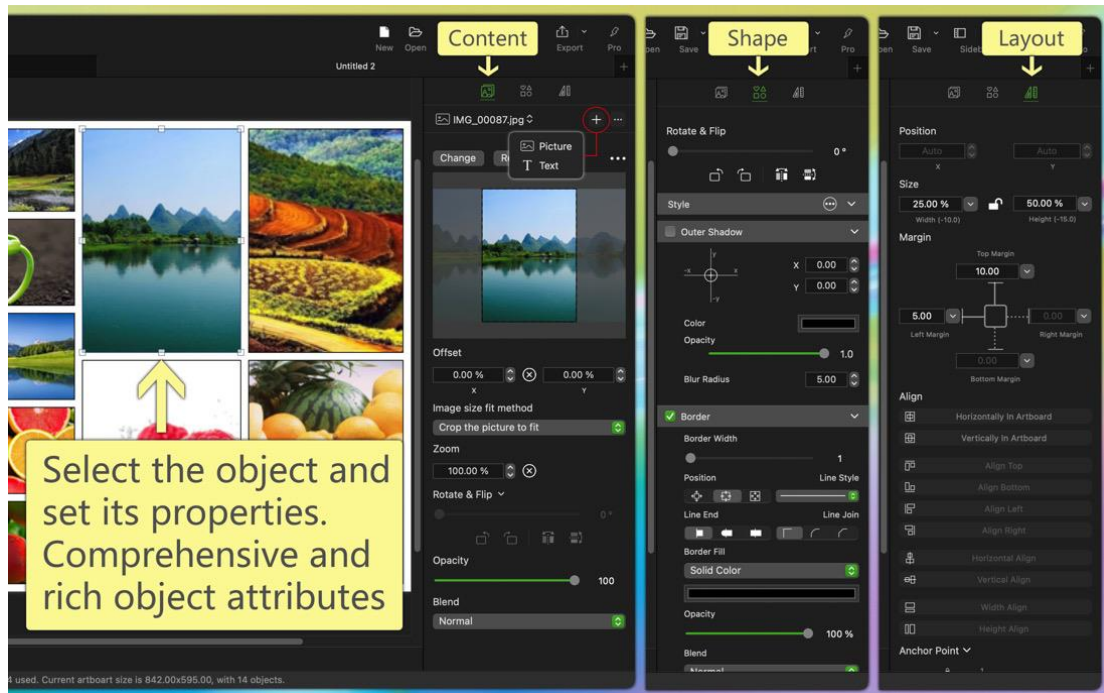 Content
Shape
Layout
New
Open
Export
Pro
Save
Pro
Save
Untitled 2
IMG_00087.jpg
Picture
Text
Change
Offset
0.00 %
0.00 %
X
Y
Image size fit method
Crop the picture to fit
Zoom
100.00 %
Rotate & Flip
0°
Opacity
100
Blend
Normal
Select the object and
set its properties.
Comprehensive and
rich object attributes
used. Current artboart size is 842.00x595.00, with 14 objects.
Rotate & Flip
0°
Style
Outer Shadow
y
-x
x
-y
X 0.00
Y 0.00
Color
Opacity
1.0
Blur Radius 5.00
Border
Border Width
1
Position Line Style
Line End Line Join
Border Fill
Solid Color
Opacity
100 %
Blend
Normal
Position
Auto
Auto
X
Y
Size
25.00 %
50.00 %
Width (-10.0)
Height (-15.0)
Margin
Top Margin
10.00
5.00
0.00
Left Margin
Right Margin
0.00
Bottom Margin
Align
Horizontally In Artboard
Vertically In Artboard
Align Top
Align Bottom
Align Left
Align Right
Horizontal Align
Vertical Align
Width Align
Height Align
Anchor Point